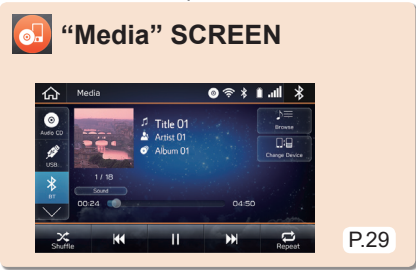 “Media” SCREEN
Media
Audio CD
USB
BT
Title 01
Artist 01
Album 01
Browse
Change Device
1 / 18
Sound
00:24
04:50
Shuffle
Repeat
P.29